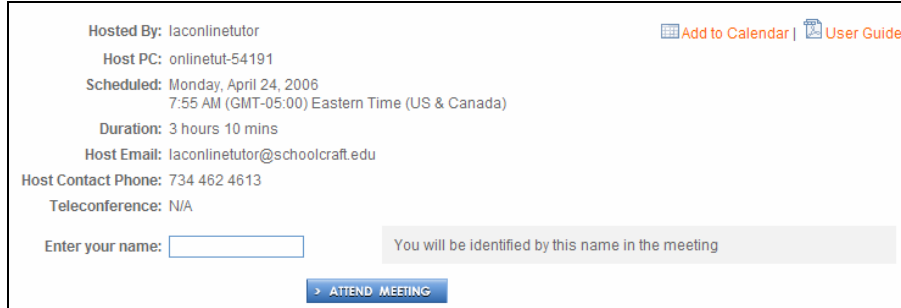 Hosted By: laconlinetutor
Add to Calendar | User Guide
Host PC: onlinetut-54191
Scheduled: Monday, April 24, 2006
7:55 AM (GMT-05:00) Eastern Time (US & Canada)
Duration: 3 hours 10 mins
Host Email: laconlinetutor@schoolcraft.edu
Host Contact Phone: 734 462 4613
Teleconference: N/A
Enter your name:
You will be identified by this name in the meeting
> ATTEND MEETING